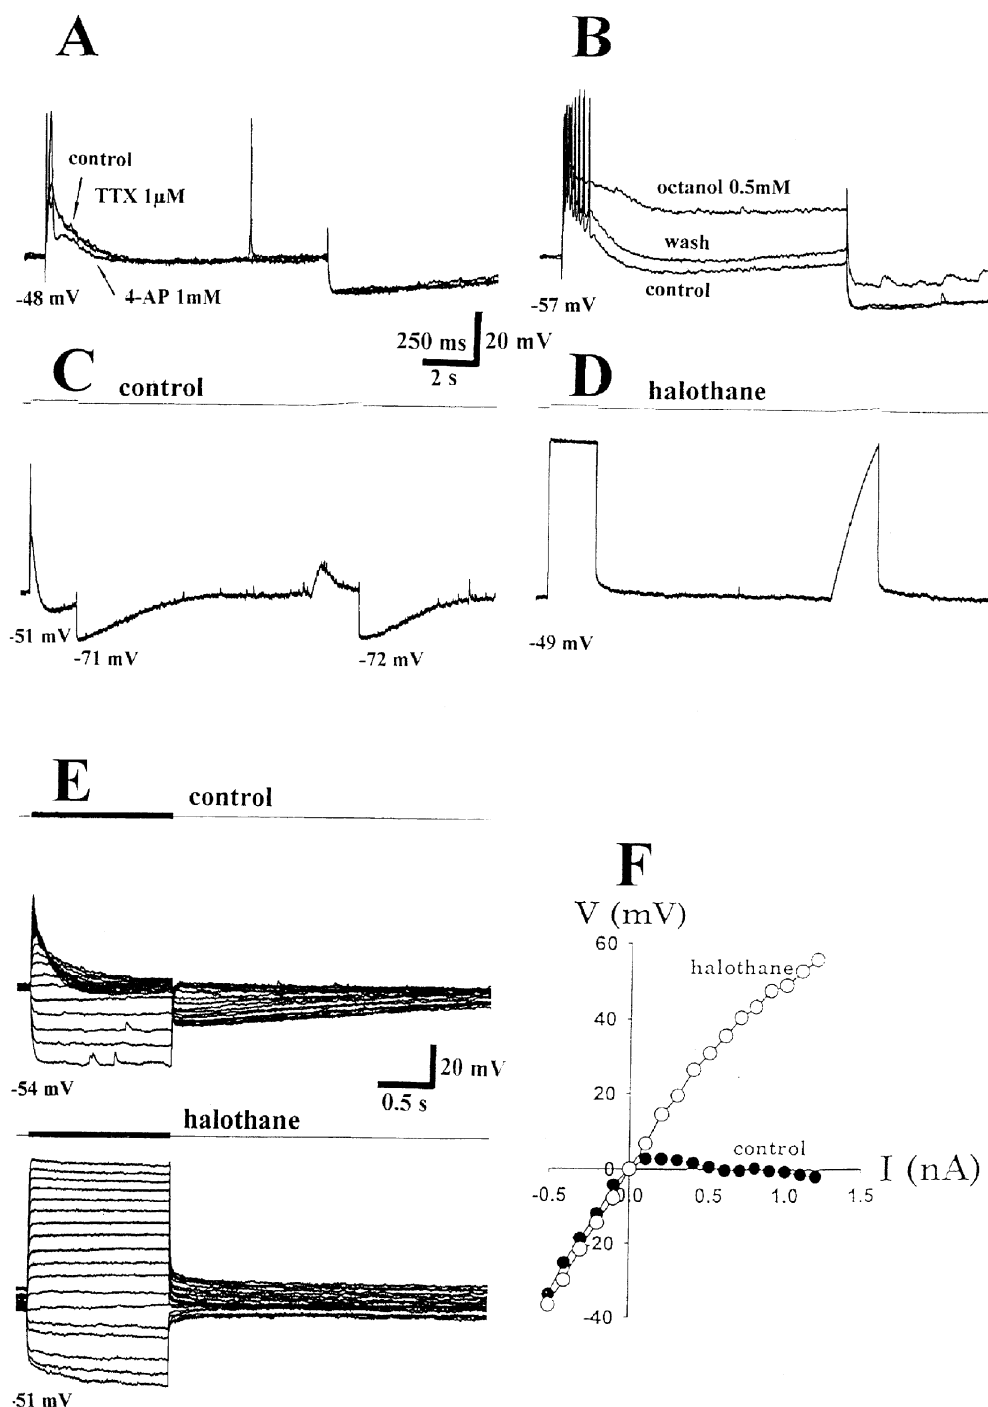 A
B
control
TTX 1μM
4-AP 1mM
-48 mV
octanol 0.5mM
wash
control
-57 mV
250 ms
20 mV
2 s
C
control
D
halothane
-51 mV
-71 mV
-72 mV
-49 mV
E
control
-54 mV
20 mV
0.5 s
halothane
-51 mV
F
V (mV)
60
halothane
40
20
control
0
I (nA)
-0.5
0.0
0.5
1.0
1.5
-20
-40